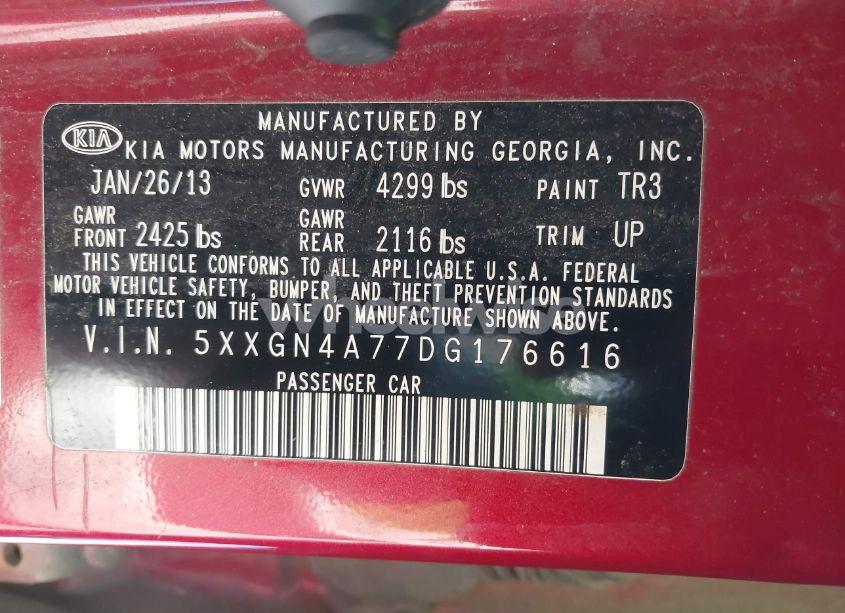 MANUFACTURED BY
KIA KIA MOTORS MANUFACTURING GEORGIA, INC.
JAN/26/13 GVWR 4299 lbs PAINT TR3
GAWR FRONT 2425 lbs GAWR REAR 2116 lbs TRIM UP
THIS VEHICLE CONFORMS TO ALL APPLICABLE U.S.A. FEDERAL
MOTOR VEHICLE SAFETY, BUMPER, AND THEFT PREVENTION STANDARDS
IN EFFECT ON THE DATE OF MANUFACTURE SHOWN ABOVE.
V.I.N. 5XXGN4A77DG176616
PASSENGER CAR